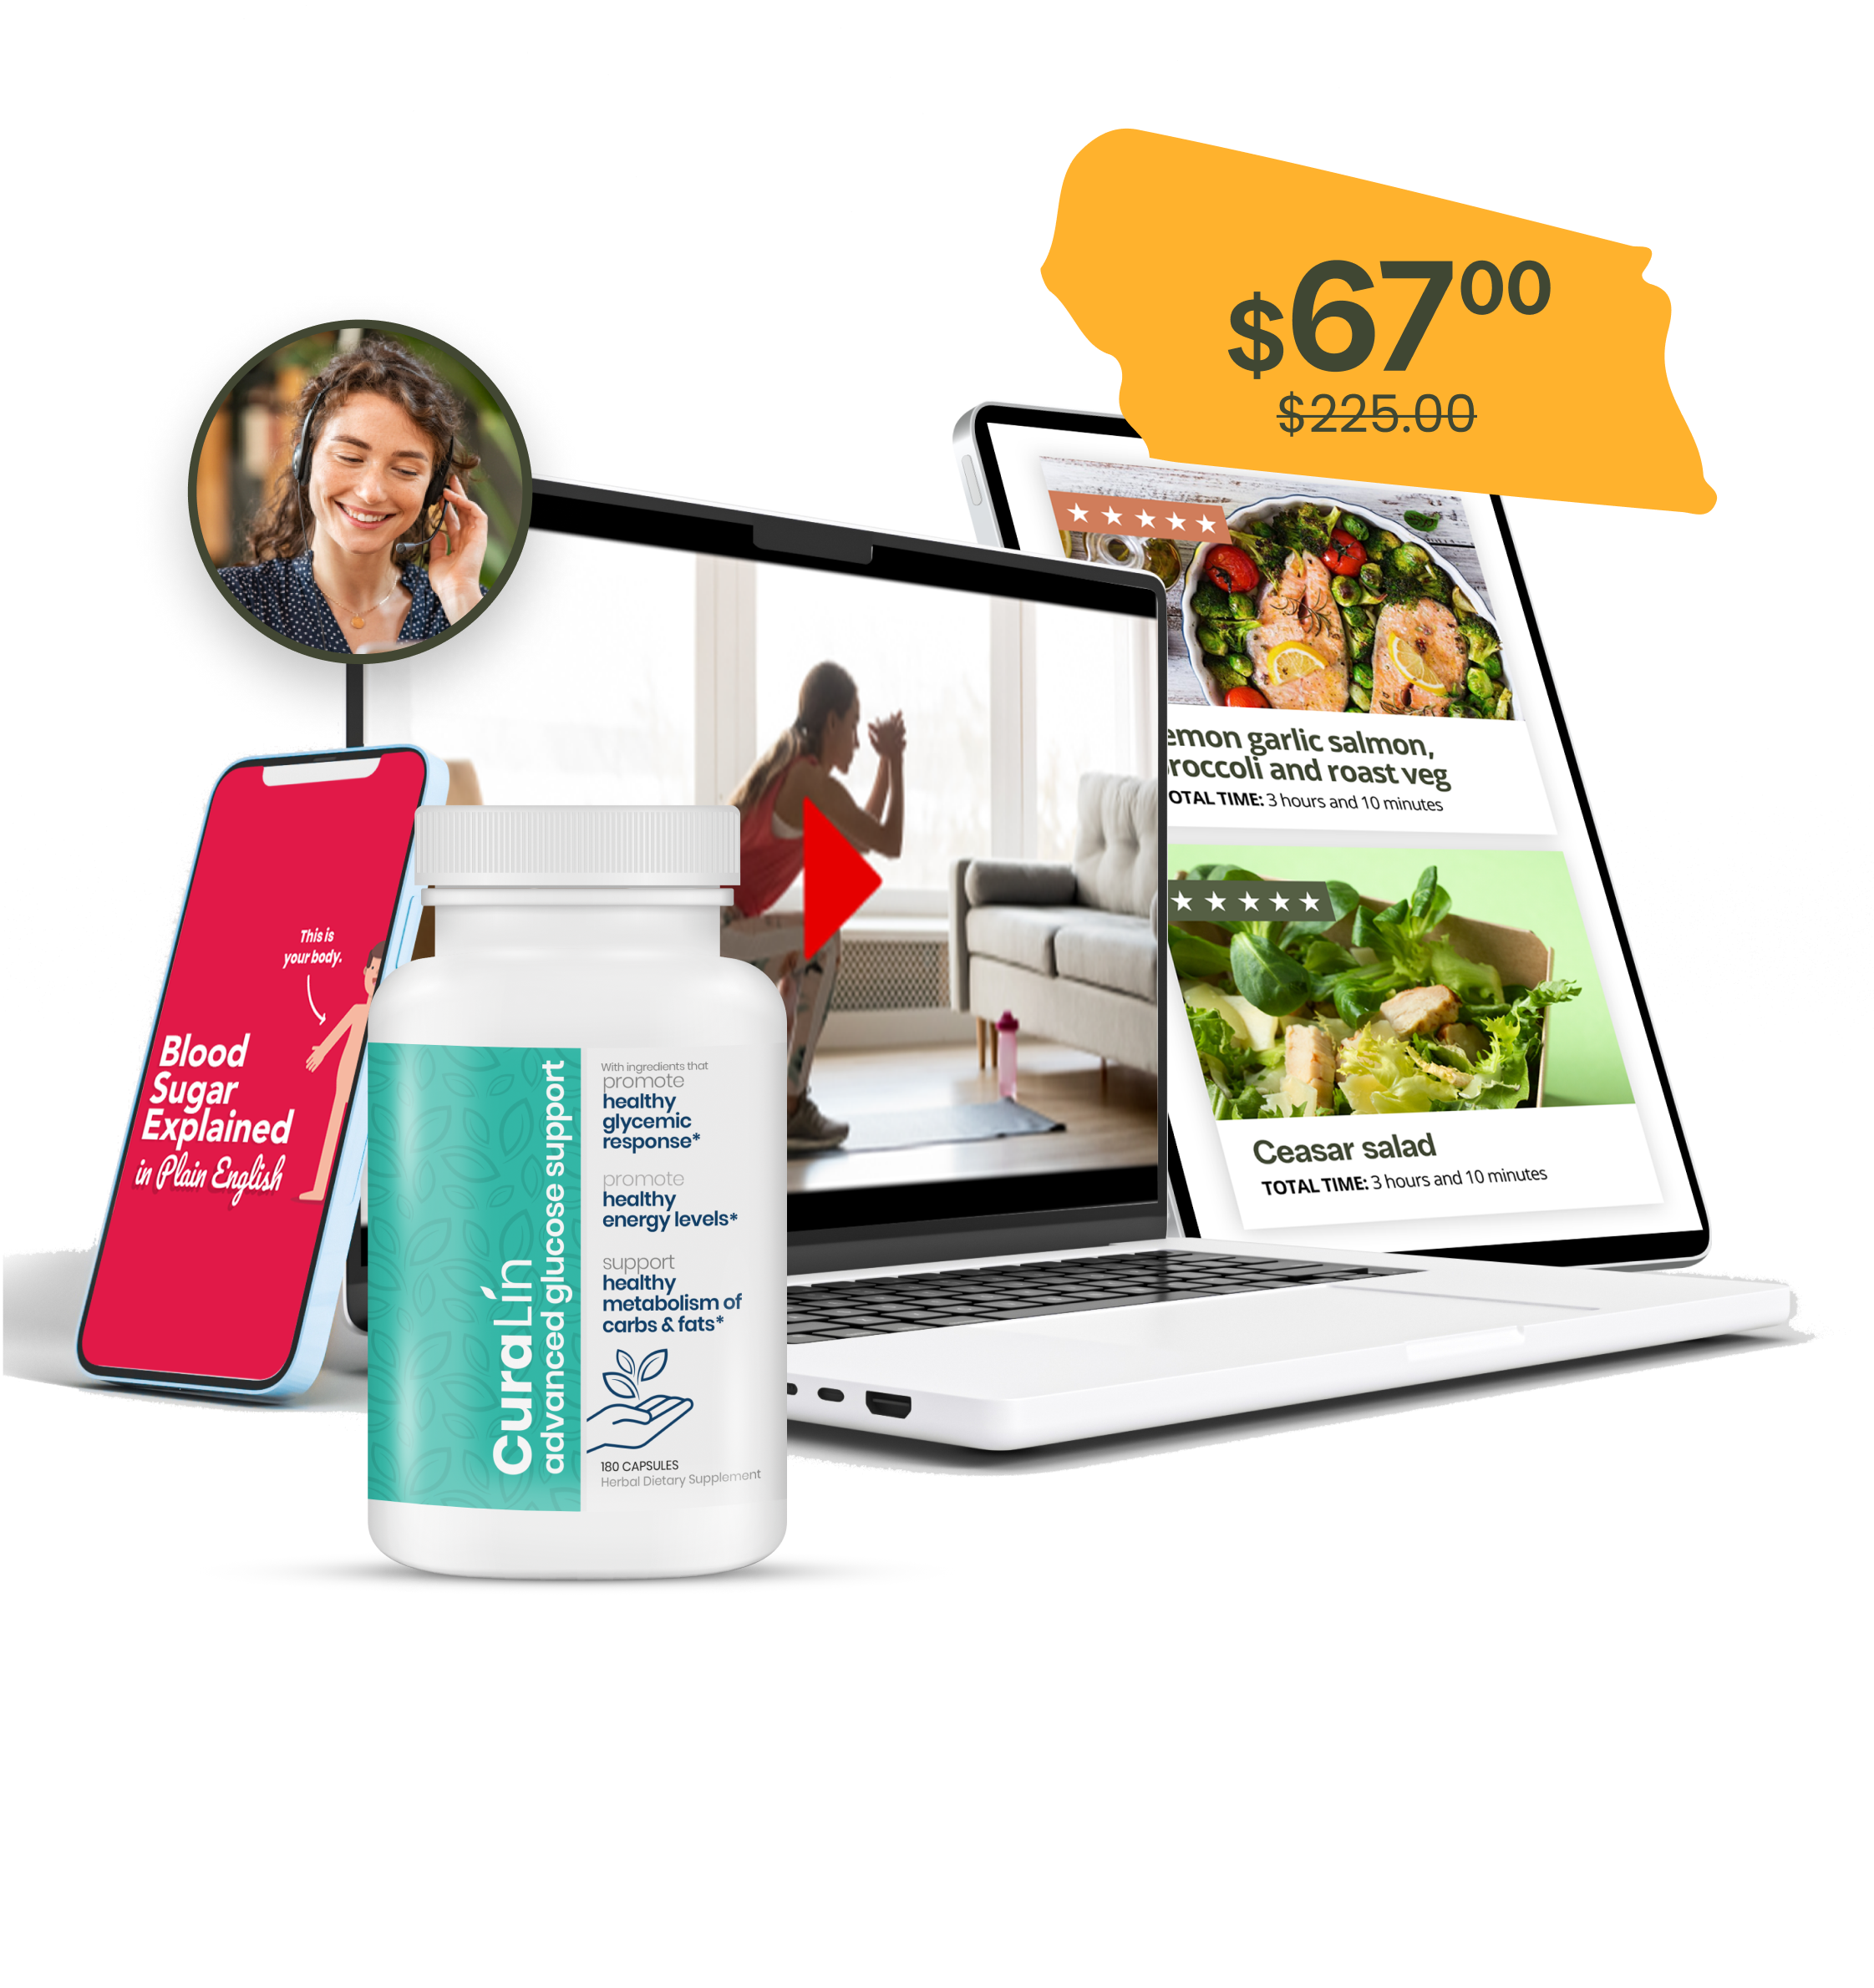 $67⁰⁰
$225.00
emon garlic salmon,
roccoli and roast veg
OTAL TIME: 3 hours and 10 minutes
Ceasar salad
TOTAL TIME: 3 hours and 10 minutes
This is
your body.
Blood
Sugar
Explained
in Plain English
CuraLin
advanced glucose support
With ingredients that
promote
healthy
glycemic
response*
promote
healthy
energy levels*
support
healthy
metabolism of
carbs & fats*
180 CAPSULES
Herbal Dietary Supplement